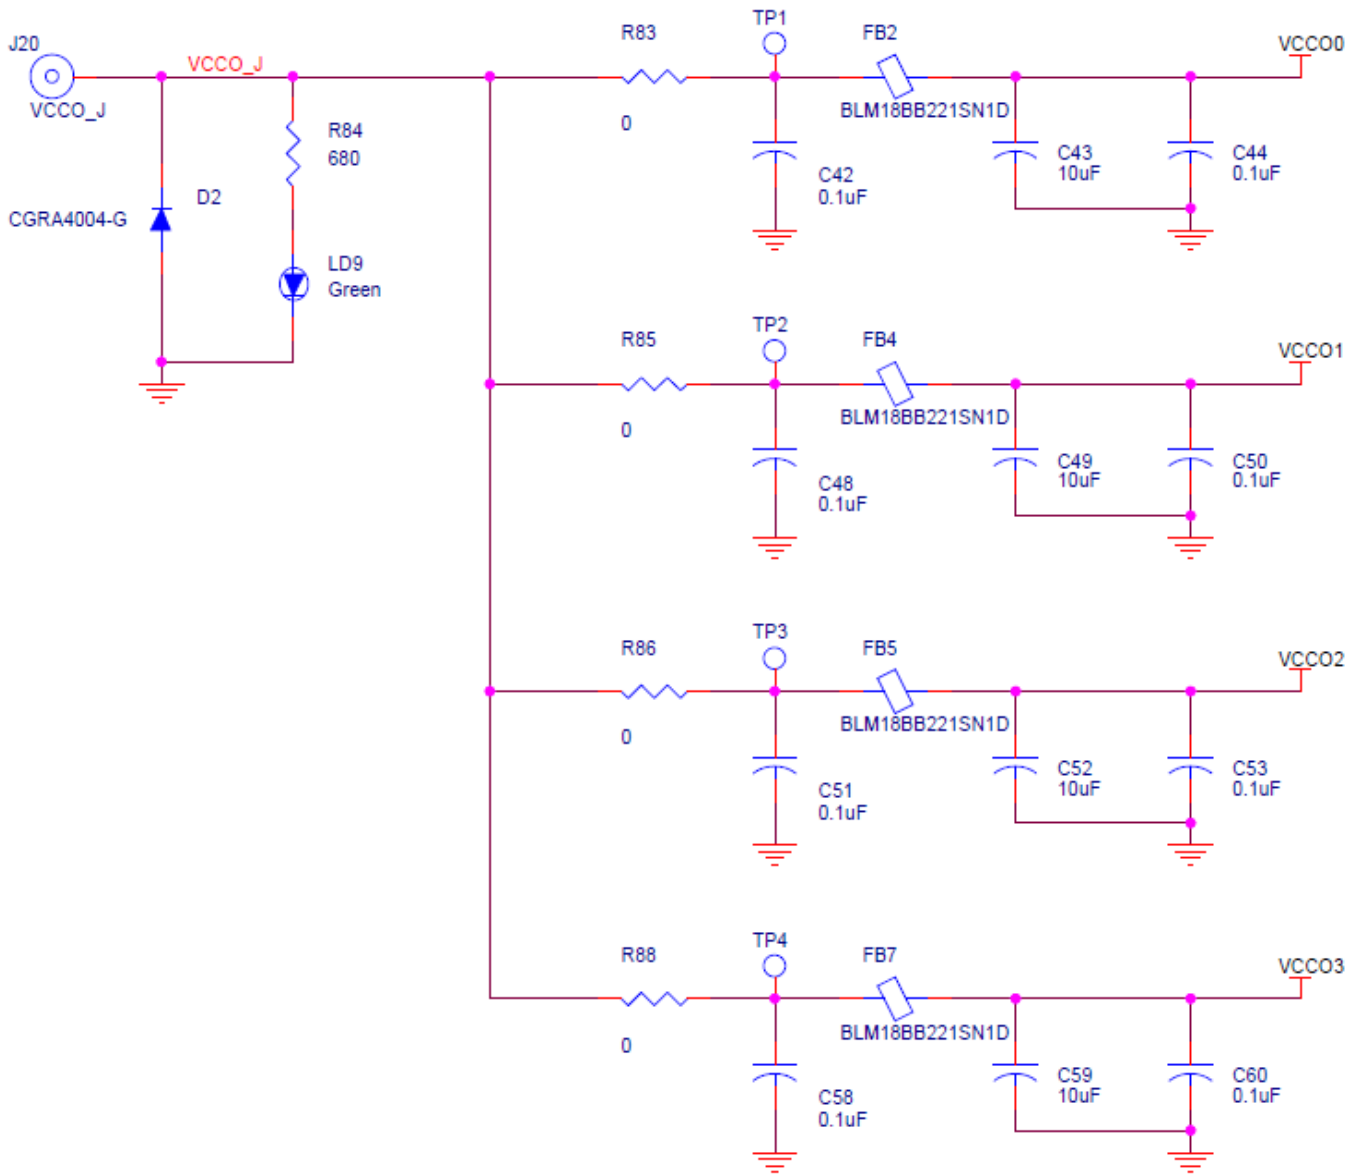 J20
VCCO_J
VCCO_J
D2
CGRA4004-G
R84
680
LD9
Green
R83
0
TP1
C42
0.1uF
FB2
BLM18BB221SN1D
C43
10uF
C44
0.1uF
VCCO0
R85
0
TP2
C48
0.1uF
FB4
BLM18BB221SN1D
C49
10uF
C50
0.1uF
VCCO1
R86
0
TP3
C51
0.1uF
FB5
BLM18BB221SN1D
C52
10uF
C53
0.1uF
VCCO2
R88
0
TP4
C58
0.1uF
FB7
BLM18BB221SN1D
C59
10uF
C60
0.1uF
VCCO3